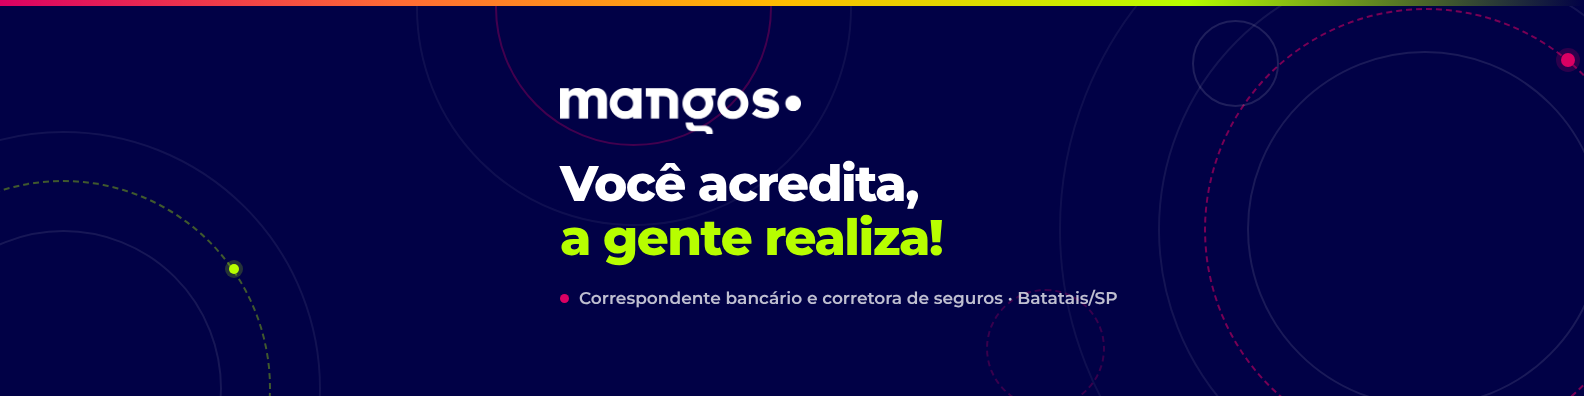 mangos
Você acredita,
a gente realiza!
Correspondente bancário e corretora de seguros · Batatais/SP